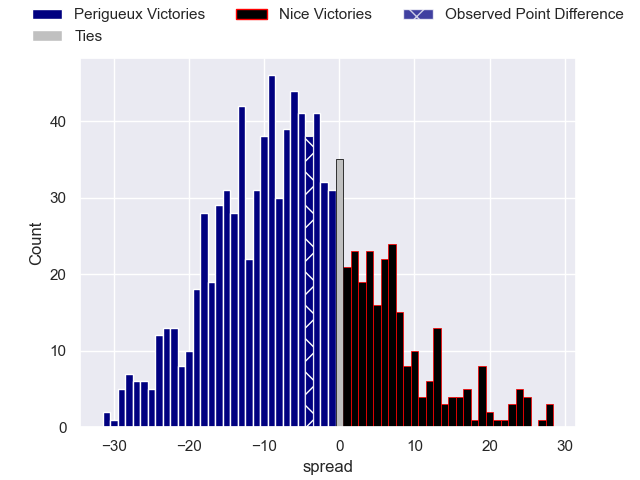 Perigueux Victories Nice Victories Observed Point Difference
Ties
40
30
20
10
0
Count
−30 −20 −10 0 10 20 30
spread